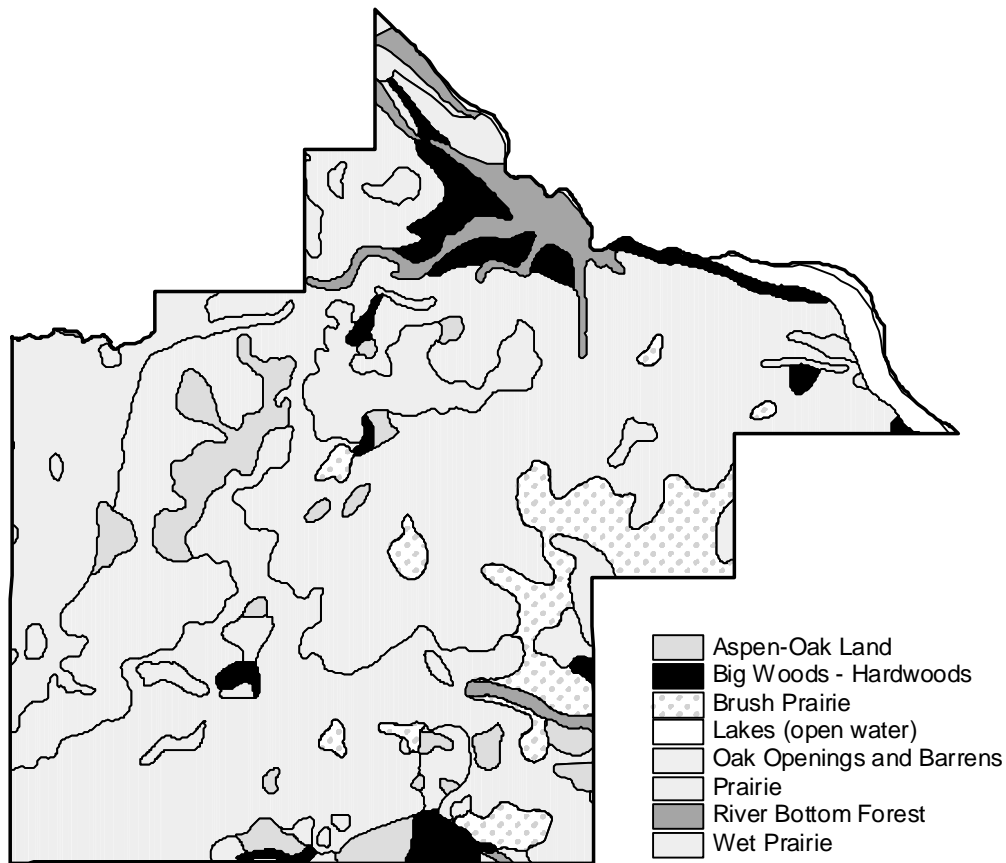 Aspen-Oak Land
Big Woods - Hardwoods
Brush Prairie
Lakes (open water)
Oak Openings and Barrens
Prairie
River Bottom Forest
Wet Prairie